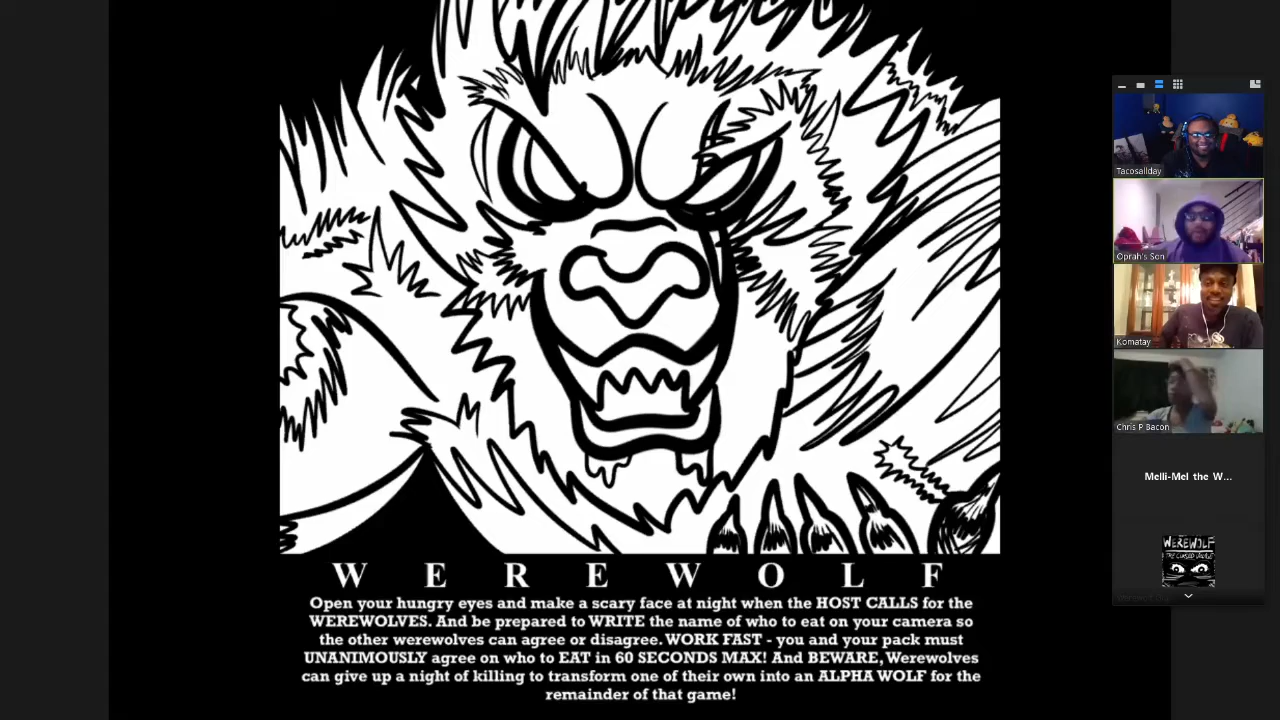 Tacosallday
Oprah's Son
Komatay
Chris P Bacon
Melli-Mel the W...
WEREWOLF
W E R E W O L F
Open your hungry eyes and make a scary face at night when the HOST CALLS for the
WEREWOLVES. And be prepared to WRITE the name of who to eat on your camera so
the other werewolves can agree or disagree. WORK FAST - you and your pack must
UNANIMOUSLY agree on who to EAT in 60 SECONDS MAX! And BEWARE, Werewolves
can give up a night of killing to transform one of their own into an ALPHA WOLF for the
remainder of that game!